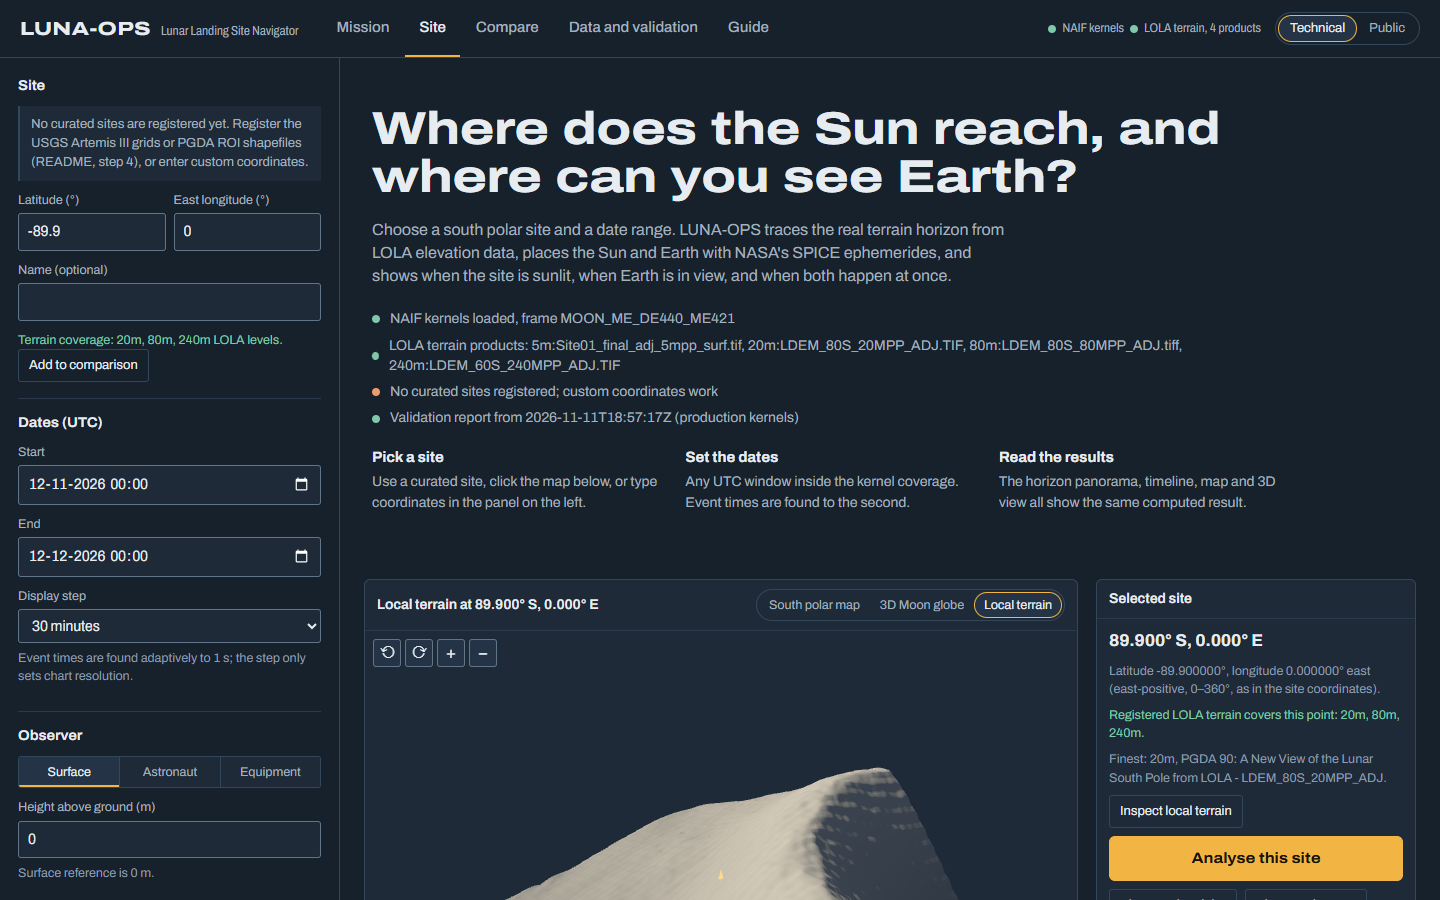 LUNA-OPS Lunar Landing Site Navigator
Mission Site Compare Data and validation Guide
NAIF kernels LOLA terrain, 4 products
Technical Public
Site
No curated sites are registered yet. Register the
USGS Artemis III grids or PGDA ROI shapefiles
(README, step 4), or enter custom coordinates.
Latitude (°) East longitude (°)
-89.9 0
Name (optional)
Terrain coverage: 20m, 80m, 240m LOLA levels.
Add to comparison
Dates (UTC)
Start
12-11-2026 00:00
End
12-12-2026 00:00
Display step
30 minutes
Event times are found adaptively to 1 s; the step only
sets chart resolution.
Observer
Surface Astronaut Equipment
Height above ground (m)
0
Surface reference is 0 m.
Where does the Sun reach, and
where can you see Earth?
Choose a south polar site and a date range. LUNA-OPS traces the real terrain horizon from
LOLA elevation data, places the Sun and Earth with NASA's SPICE ephemerides, and
shows when the site is sunlit, when Earth is in view, and when both happen at once.
NAIF kernels loaded, frame MOON_ME_DE440_ME421
LOLA terrain products: 5m:Site01_final_adj_5mpp_surf.tif, 20m:LDEM_80S_20MPP_ADJ.TIF, 80m:LDEM_80S_80MPP_ADJ.tiff,
240m:LDEM_60S_240MPP_ADJ.TIF
No curated sites registered; custom coordinates work
Validation report from 2026-11-11T18:57:17Z (production kernels)
Pick a site
Use a curated site, click the map below, or type
coordinates in the panel on the left.
Set the dates
Any UTC window inside the kernel coverage.
Event times are found to the second.
Read the results
The horizon panorama, timeline, map and 3D
view all show the same computed result.
Local terrain at 89.900° S, 0.000° E
South polar map 3D Moon globe Local terrain
+ −
Selected site
89.900° S, 0.000° E
Latitude -89.900000°, longitude 0.000000° east
(east-positive, 0–360°, as in the site coordinates).
Registered LOLA terrain covers this point: 20m, 80m,
240m.
Finest: 20m, PGDA 90: A New View of the Lunar
South Pole from LOLA - LDEM_80S_20MPP_ADJ.
Inspect local terrain
Analyse this site